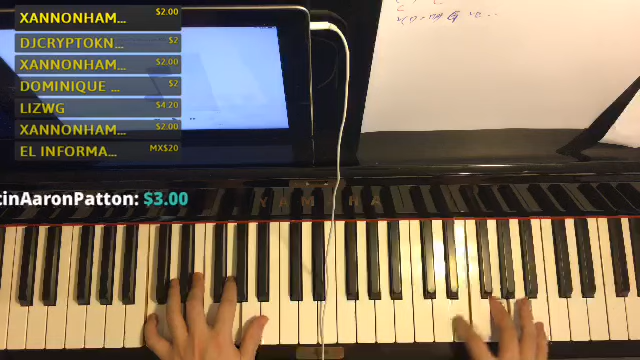 XANNONHAM... $2.00
DJCRYPTOKN... $2
XANNONHAM... $2.00
DOMINIQUE ... $2
LIZWG $4.20
XANNONHAM... $2.00
EL INFORMA... MX$20
tinAaronPatton: $3.00
YAMAHA